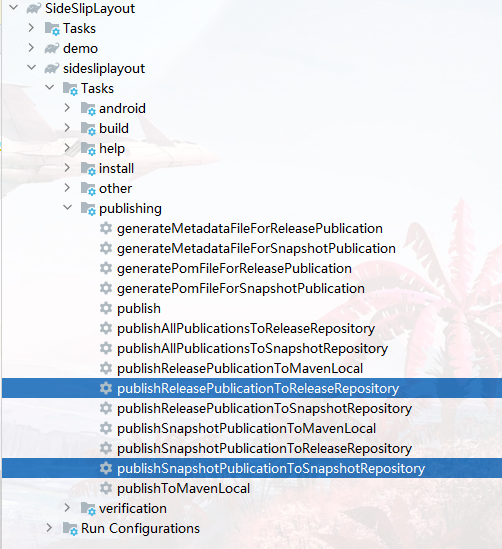 SideSlipLayout
Tasks
demo
sidesliplayout
Tasks
android
build
help
install
other
publishing
generateMetadataFileForReleasePublication
generateMetadataFileForSnapshotPublication
generatePomFileForReleasePublication
generatePomFileForSnapshotPublication
publish
publishAllPublicationsToReleaseRepository
publishAllPublicationsToSnapshotRepository
publishReleasePublicationToMavenLocal
publishReleasePublicationToReleaseRepository
publishReleasePublicationToSnapshotRepository
publishSnapshotPublicationToMavenLocal
publishSnapshotPublicationToReleaseRepository
publishSnapshotPublicationToSnapshotRepository
publishToMavenLocal
verification
Run Configurations